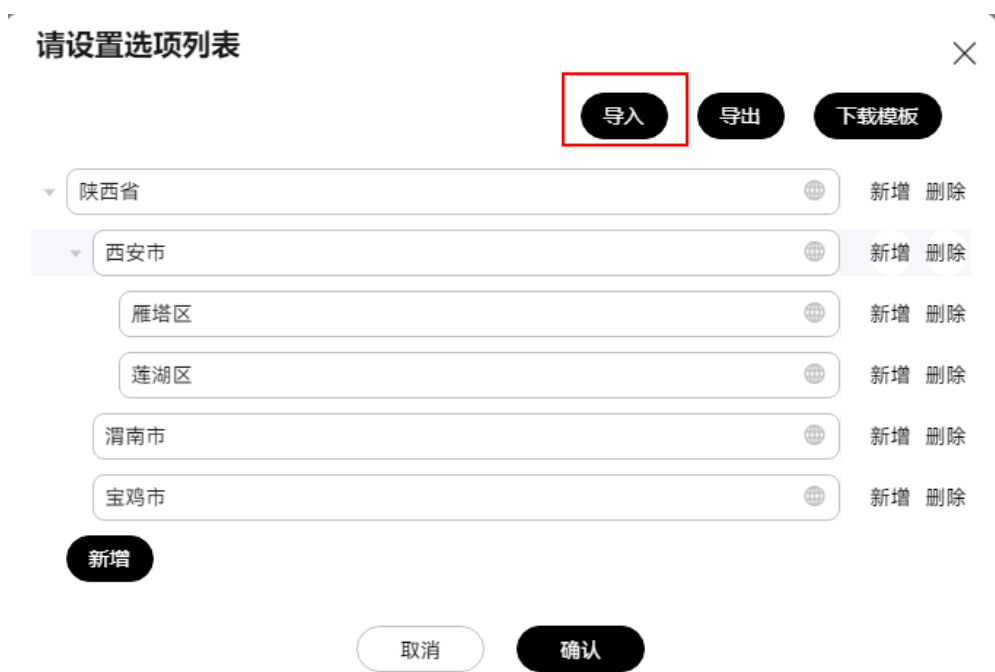 请设置选项列表
导入 导出 下载模板
陕西省 新增 删除
西安市 新增 删除
雁塔区 新增 删除
莲湖区 新增 删除
渭南市 新增 删除
宝鸡市 新增 删除
新增
取消 确认